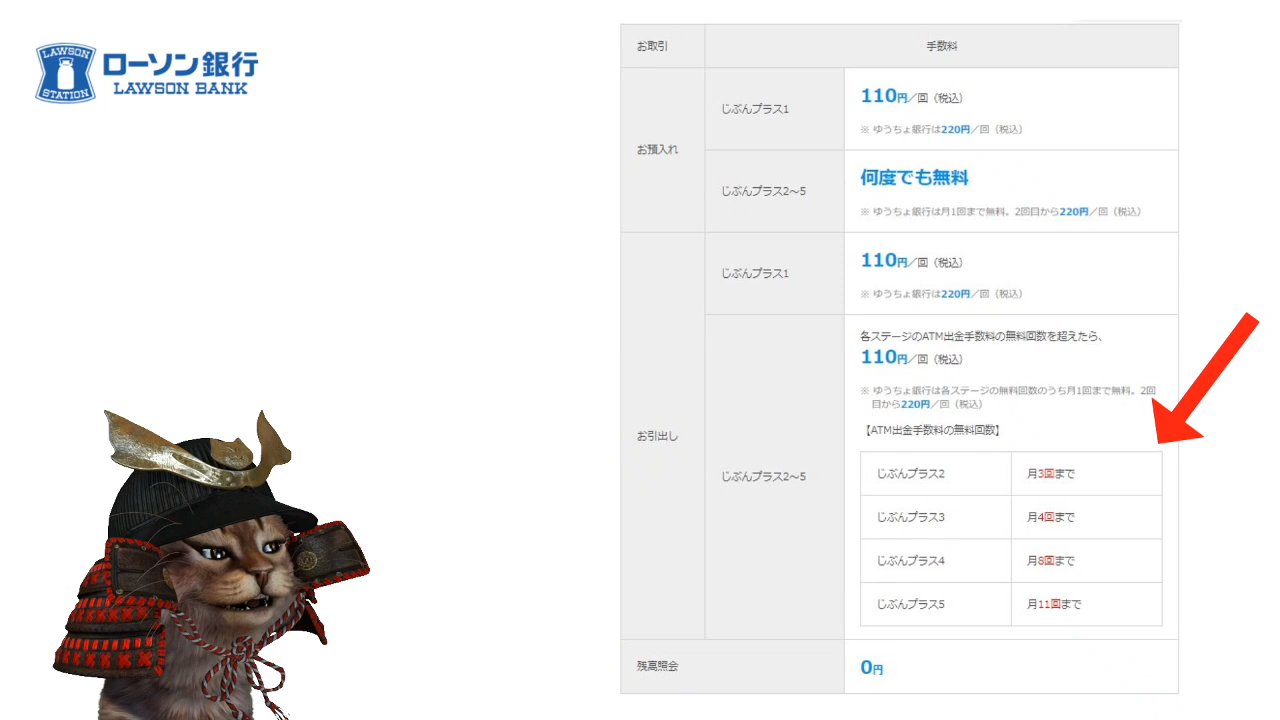 LAWSON
STATION
ローソン銀行
LAWSON BANK
お取引
手数料
お預入れ
じぶんプラス1
110円／回（税込）
※ ゆうちょ銀行は220円／回（税込）
じぶんプラス2～5
何度でも無料
※ ゆうちょ銀行は月1回まで無料。2回目から220円／回（税込）
お引出し
じぶんプラス1
110円／回（税込）
※ ゆうちょ銀行は220円／回（税込）
じぶんプラス2～5
各ステージのATM出金手数料の無料回数を超えたら、
110円／回（税込）
※ ゆうちょ銀行は各ステージの無料回数のうち月1回まで無料。2回
目から220円／回（税込）
【ATM出金手数料の無料回数】
じぶんプラス2
月3回まで
じぶんプラス3
月4回まで
じぶんプラス4
月8回まで
じぶんプラス5
月11回まで
残高照会
0円